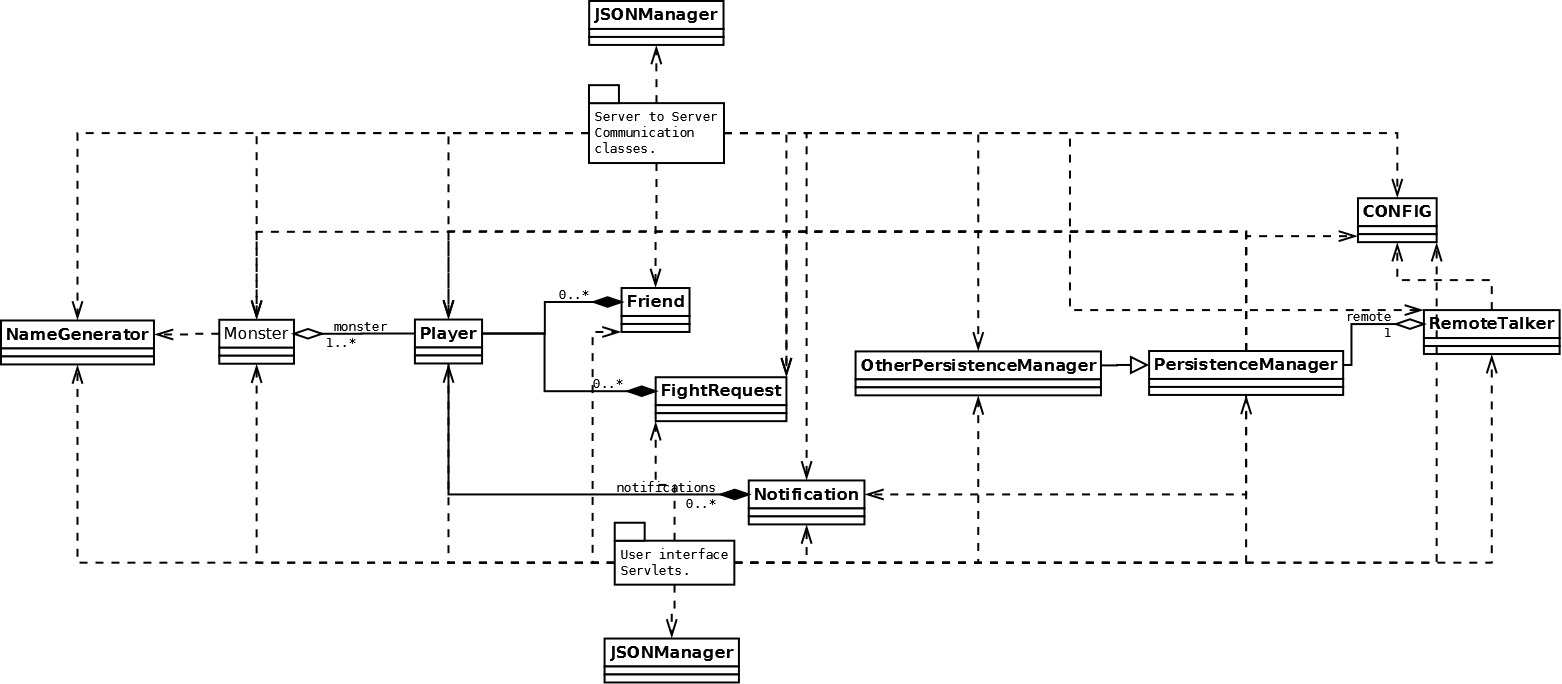 JSONManager
Server to Server
Communication
classes.
CONFIG
0..*
Friend
NameGenerator
Monster
monster
1..*
Player
remote
1
RemoteTalker
OtherPersistenceManager
PersistenceManager
0..*
FightRequest
notifications
0..*
Notification
User interface
Servlets.
JSONManager